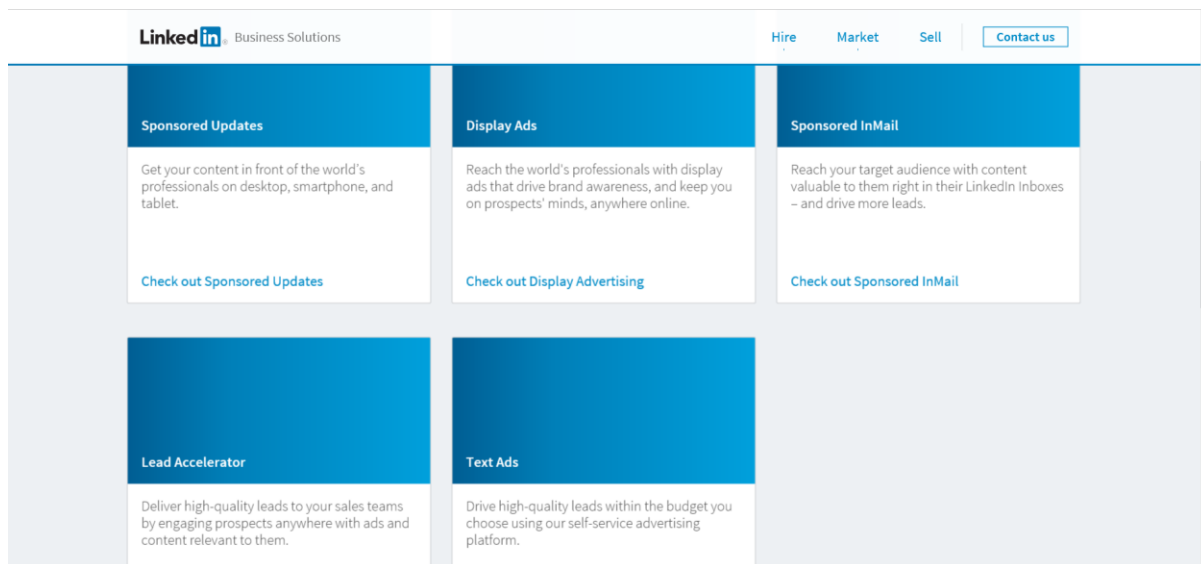 Linked in® Business Solutions
Hire Market Sell Contact us
Sponsored Updates
Get your content in front of the world's
professionals on desktop, smartphone, and
tablet.
Check out Sponsored Updates
Display Ads
Reach the world's professionals with display
ads that drive brand awareness, and keep you
on prospects' minds, anywhere online.
Check out Display Advertising
Sponsored InMail
Reach your target audience with content
valuable to them right in their LinkedIn Inboxes
– and drive more leads.
Check out Sponsored InMail
Lead Accelerator
Deliver high-quality leads to your sales teams
by engaging prospects anywhere with ads and
content relevant to them.
Text Ads
Drive high-quality leads within the budget you
choose using our self-service advertising
platform.